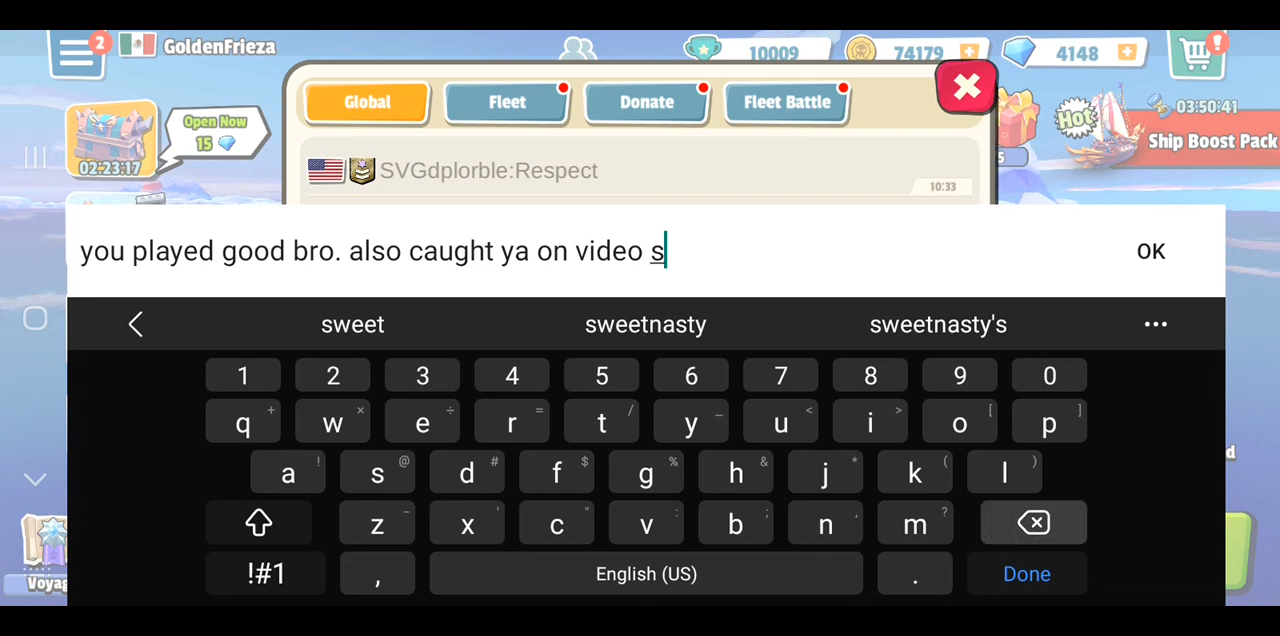 2
GoldenFrieza
10009
74179
4148
Global
Fleet
Donate
Fleet Battle
Open Now
15
02:23:17
Hot
03:50:41
Ship Boost Pack
5
SVGdplorble:Respect
10:33
you played good bro. also caught ya on video s
OK
sweet
sweetnasty
sweetnasty's
1 2 3 4 5 6 7 8 9 0
q + w × e ÷ r = t / y _ u < i > o [ p ]
a ! s @ d # f $ g % h & j * k ( l )
z - x ' c " v : b ; n , m ?
!#1 , English (US) . Done
Voyag
d